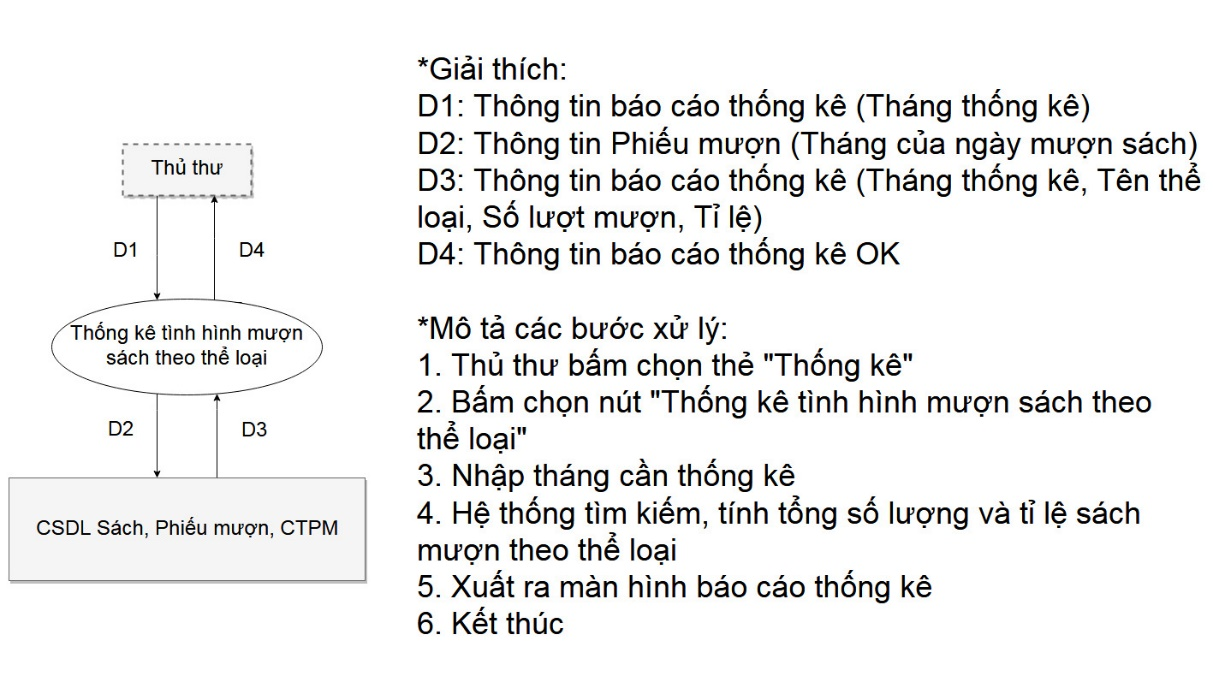 Thủ thư
D1
D4
Thống kê tình hình mượn
sách theo thể loại
D2
D3
CSDL Sách, Phiếu mượn, CTPM
*Giải thích:
D1: Thông tin báo cáo thống kê (Tháng thống kê)
D2: Thông tin Phiếu mượn (Tháng của ngày mượn sách)
D3: Thông tin báo cáo thống kê (Tháng thống kê, Tên thể
loại, Số lượt mượn, Tỉ lệ)
D4: Thông tin báo cáo thống kê OK
*Mô tả các bước xử lý:
1. Thủ thư bấm chọn thẻ "Thống kê"
2. Bấm chọn nút "Thống kê tình hình mượn sách theo
thể loại"
3. Nhập tháng cần thống kê
4. Hệ thống tìm kiếm, tính tổng số lượng và tỉ lệ sách
mượn theo thể loại
5. Xuất ra màn hình báo cáo thống kê
6. Kết thúc